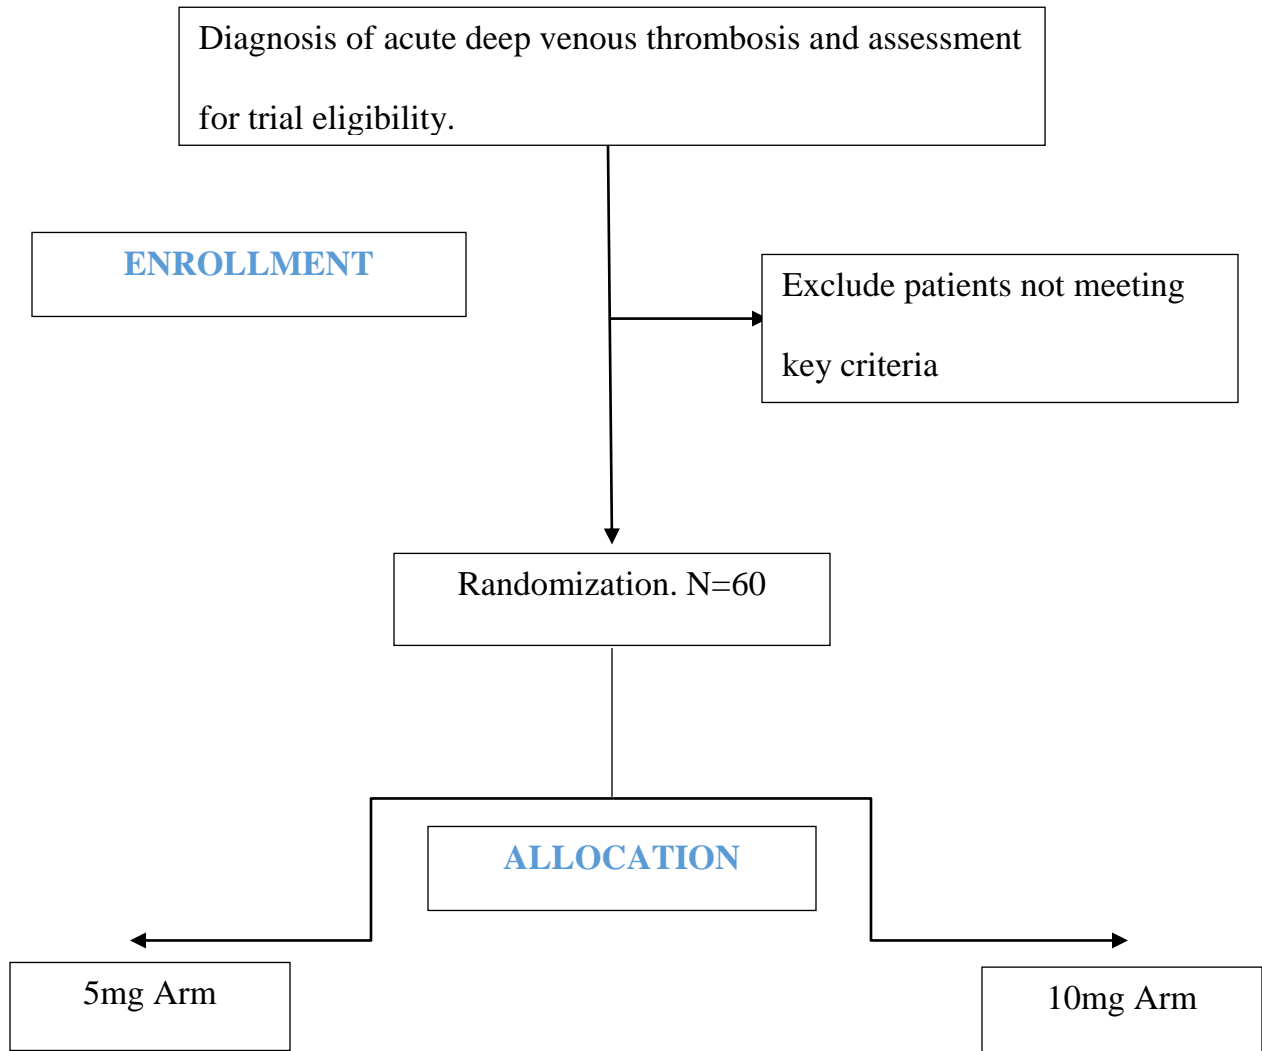 Diagnosis of acute deep venous thrombosis and assessment
for trial eligibility.
ENROLLMENT
Exclude patients not meeting
key criteria
Randomization. N=60
ALLOCATION
5mg Arm
10mg Arm